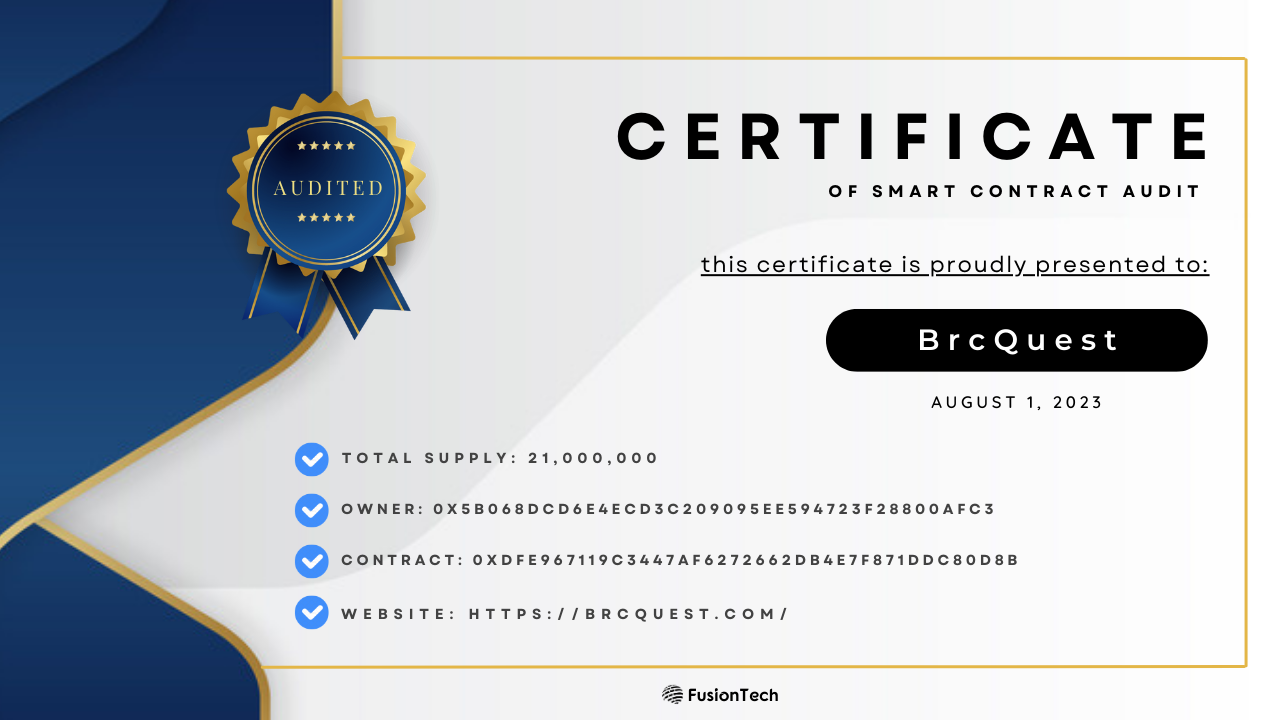 CERTIFICATE
OF SMART CONTRACT AUDIT
AUDITED
this certificate is proudly presented to:
BrcQuest
AUGUST 1, 2023
TOTAL SUPPLY: 21,000,000
OWNER: 0X5B068DCD6E4ECD3C209095EE594723F28800AFC3
CONTRACT: 0XDFE967119C3447AF6272662DB4E7F871DDC80D8B
WEBSITE: HTTPS://BRCQUEST.COM/
FusionTech